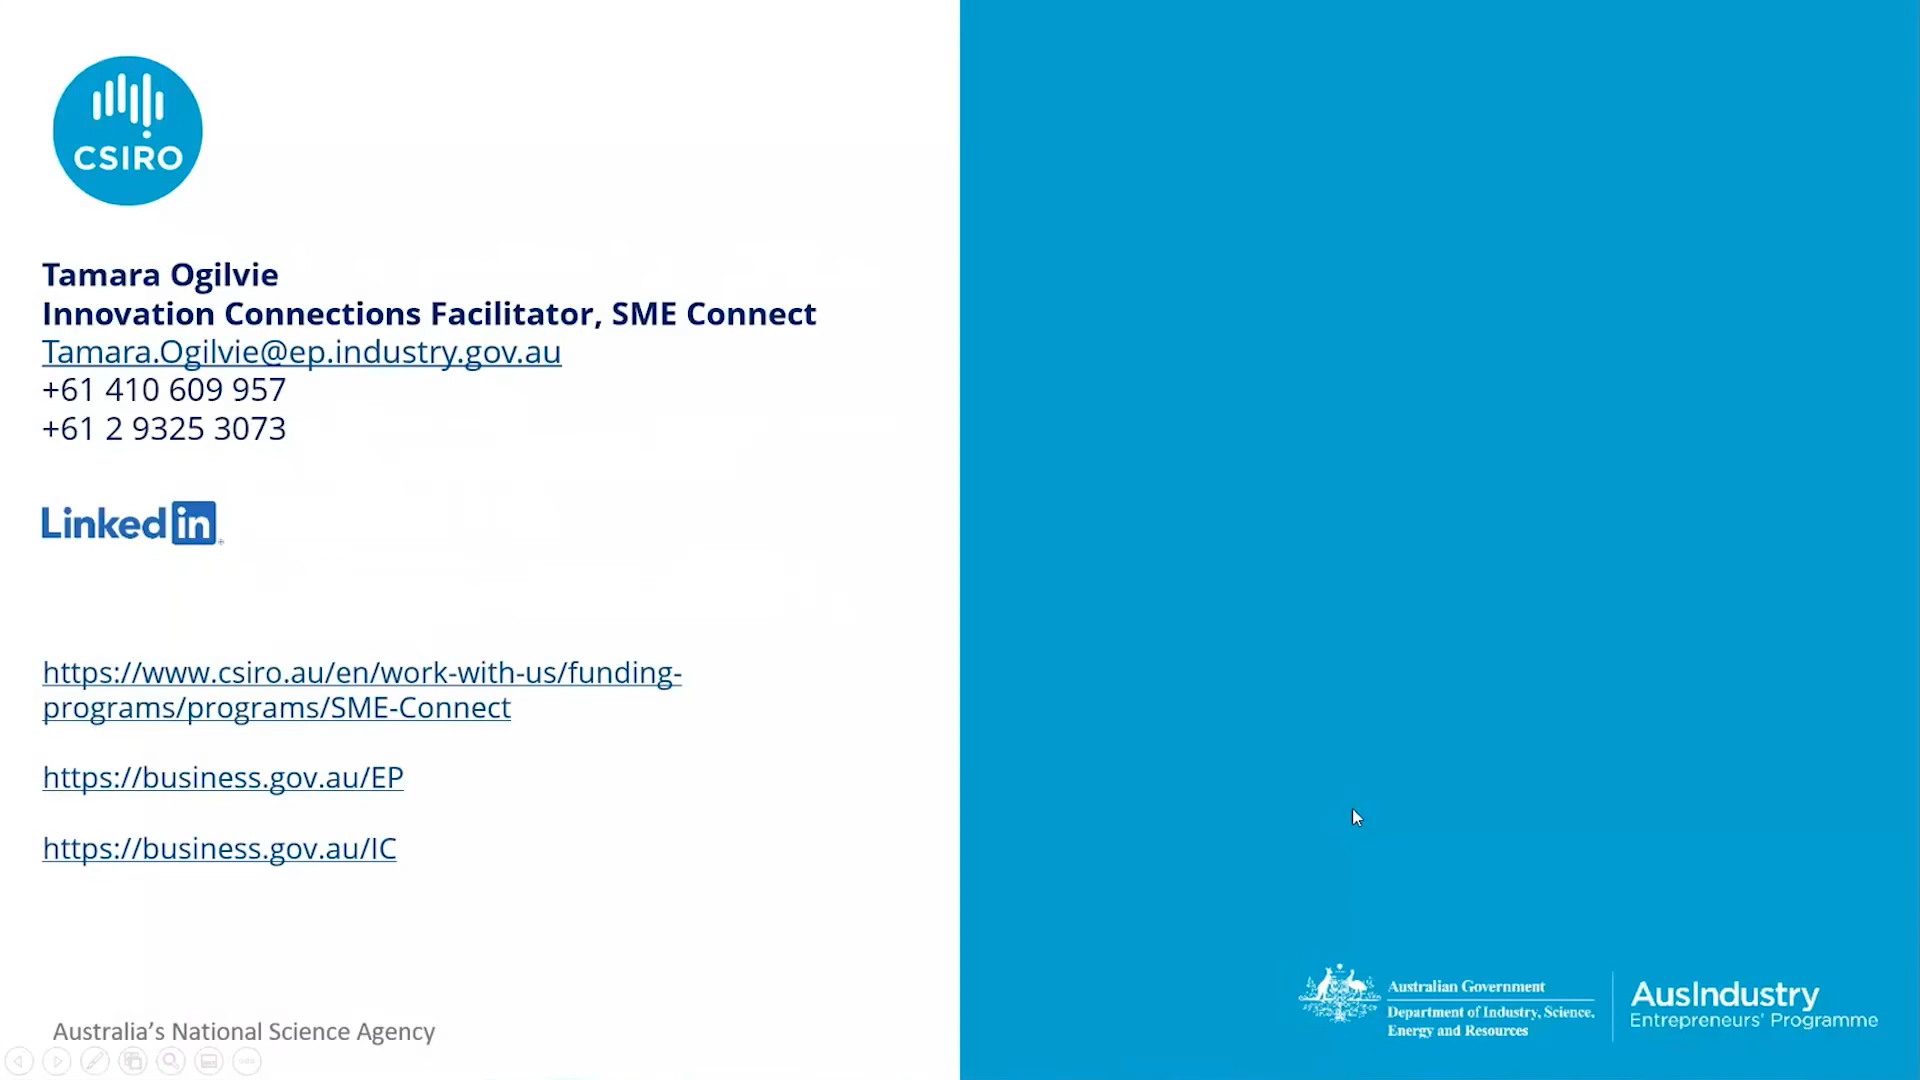 CSIRO
Tamara Ogilvie
Innovation Connections Facilitator, SME Connect
Tamara.Ogilvie@ep.industry.gov.au
+61 410 609 957
+61 2 9325 3073
Linked in
https://www.csiro.au/en/work-with-us/funding-
programs/programs/SME-Connect
https://business.gov.au/EP
https://business.gov.au/IC
Australia's National Science Agency
Australian Government
Department of Industry, Science,
Energy and Resources
AusIndustry
Entrepreneurs' Programme